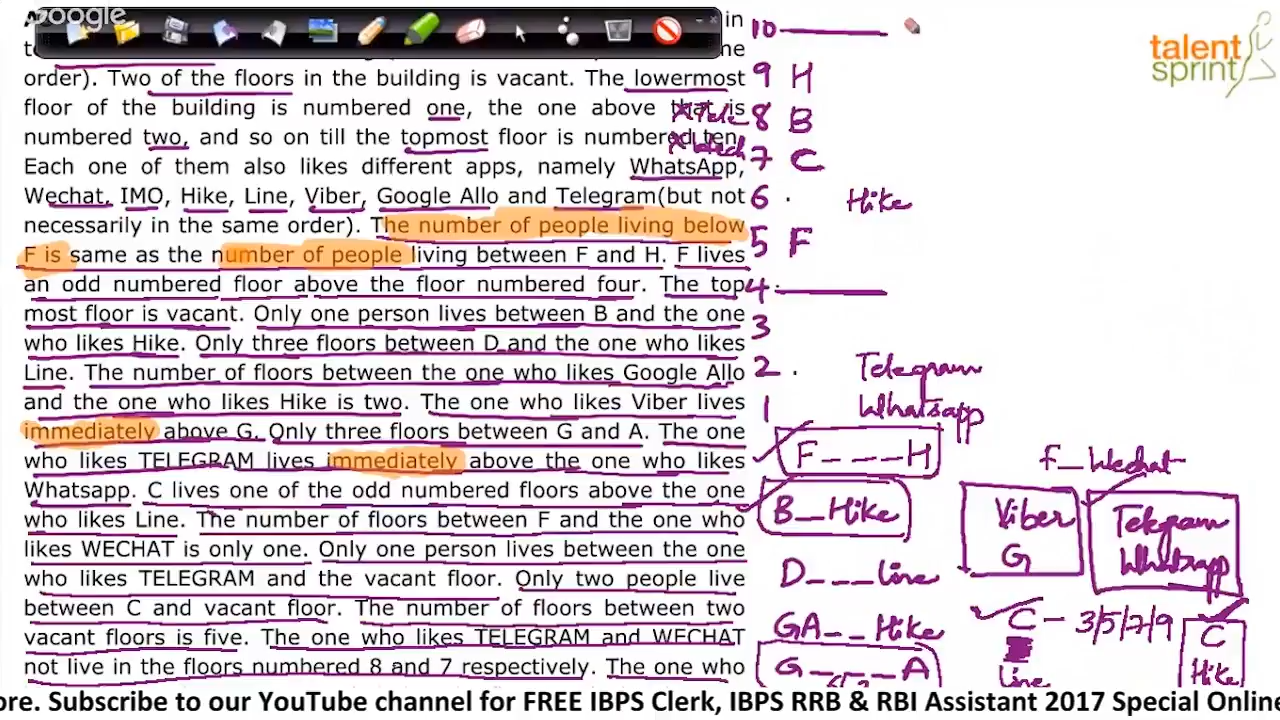 Google
in
te
me
order). Two of the floors in the building is vacant. The lowermost
floor of the building is numbered one, the one above that is
numbered two, and so on till the topmost floor is numbered ten.
Each one of them also likes different apps, namely WhatsApp,
Wechat, IMO, Hike, Line, Viber, Google Allo and Telegram(but not
necessarily in the same order). The number of people living below
F is same as the number of people living between F and H. F lives
an odd numbered floor above the floor numbered four. The top
most floor is vacant. Only one person lives between B and the one
who likes Hike. Only three floors between D and the one who likes
Line. The number of floors between the one who likes Google Allo
and the one who likes Hike is two. The one who likes Viber lives
immediately above G. Only three floors between G and A. The one
who likes TELEGRAM lives immediately above the one who likes
Whatsapp. C lives one of the odd numbered floors above the one
who likes Line. The number of floors between F and the one who
likes WECHAT is only one. Only one person lives between the one
who likes TELEGRAM and the vacant floor. Only two people live
between C and vacant floor. The number of floors between two
vacant floors is five. The one who likes TELEGRAM and WECHAT
not live in the floors numbered 8 and 7 respectively. The one who
10
9 H
xTele 8 B
7 C
6 Hike
5 F
4
3
2 Telegram
1 Whatsapp
F _ _ _ H
B _ Hike
D _ _ _ line
GA _ _ Hike
G _ _ _ A
F _ Wechat
Viber
G
Telegram
Whatsapp
C - 3/5/7/9
line
C
Hike
talent
sprint
ore. Subscribe to our YouTube channel for FREE IBPS Clerk, IBPS RRB & RBI Assistant 2017 Special Online